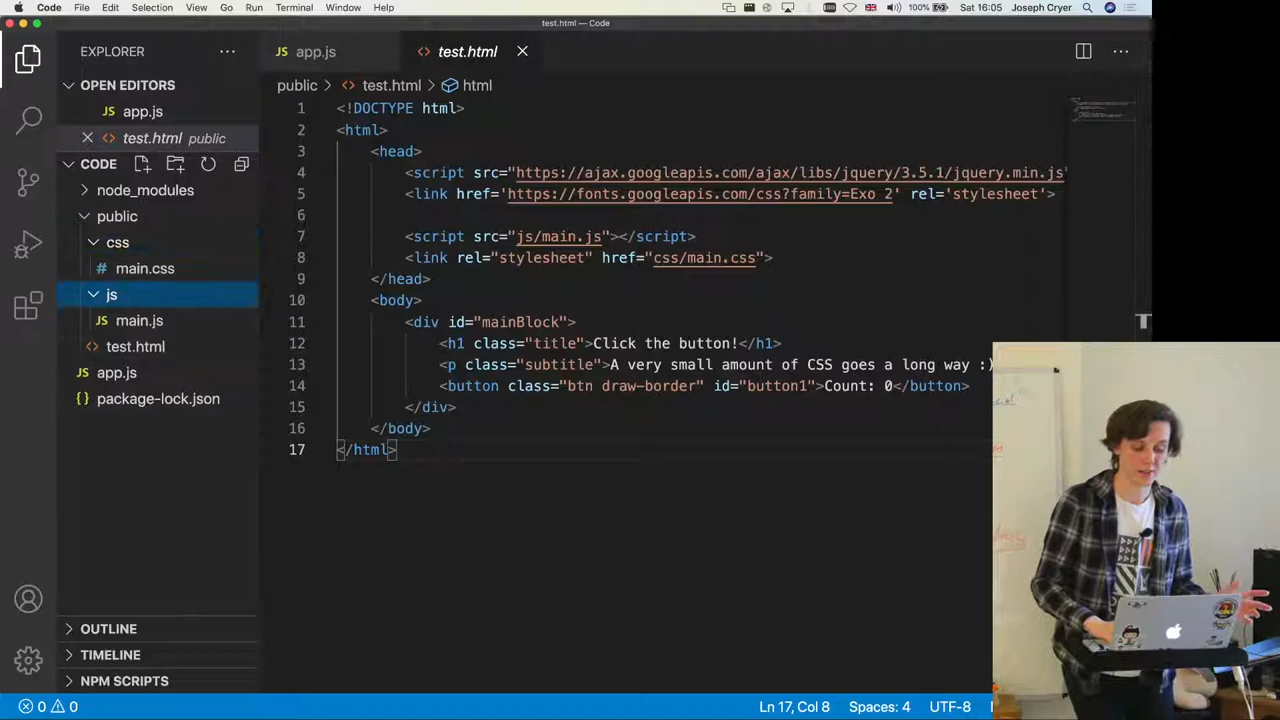 Code File Edit Selection View Go Run Terminal Window Help 100% Sat 16:05 Joseph Cryer
test.html — Code
EXPLORER
OPEN EDITORS
JS app.js
test.html public
CODE
node_modules
public
css
# main.css
js
JS main.js
test.html
JS app.js
{} package-lock.json
OUTLINE
TIMELINE
NPM SCRIPTS
JS app.js
<> test.html
public > <> test.html > html
1 <!DOCTYPE html>
2 <html>
3 <head>
4 <script src="https://ajax.googleapis.com/ajax/libs/jquery/3.5.1/jquery.min.js"
5 <link href='https://fonts.googleapis.com/css?family=Exo 2' rel='stylesheet'>
6
7 <script src="js/main.js"></script>
8 <link rel="stylesheet" href="css/main.css">
9 </head>
10 <body>
11 <div id="mainBlock">
12 <h1 class="title">Click the button!</h1>
13 <p class="subtitle">A very small amount of CSS goes a long way :)
14 <button class="btn draw-border" id="button1">Count: 0</button>
15 </div>
16 </body>
17 </html>
0 0 Ln 17, Col 8 Spaces: 4 UTF-8